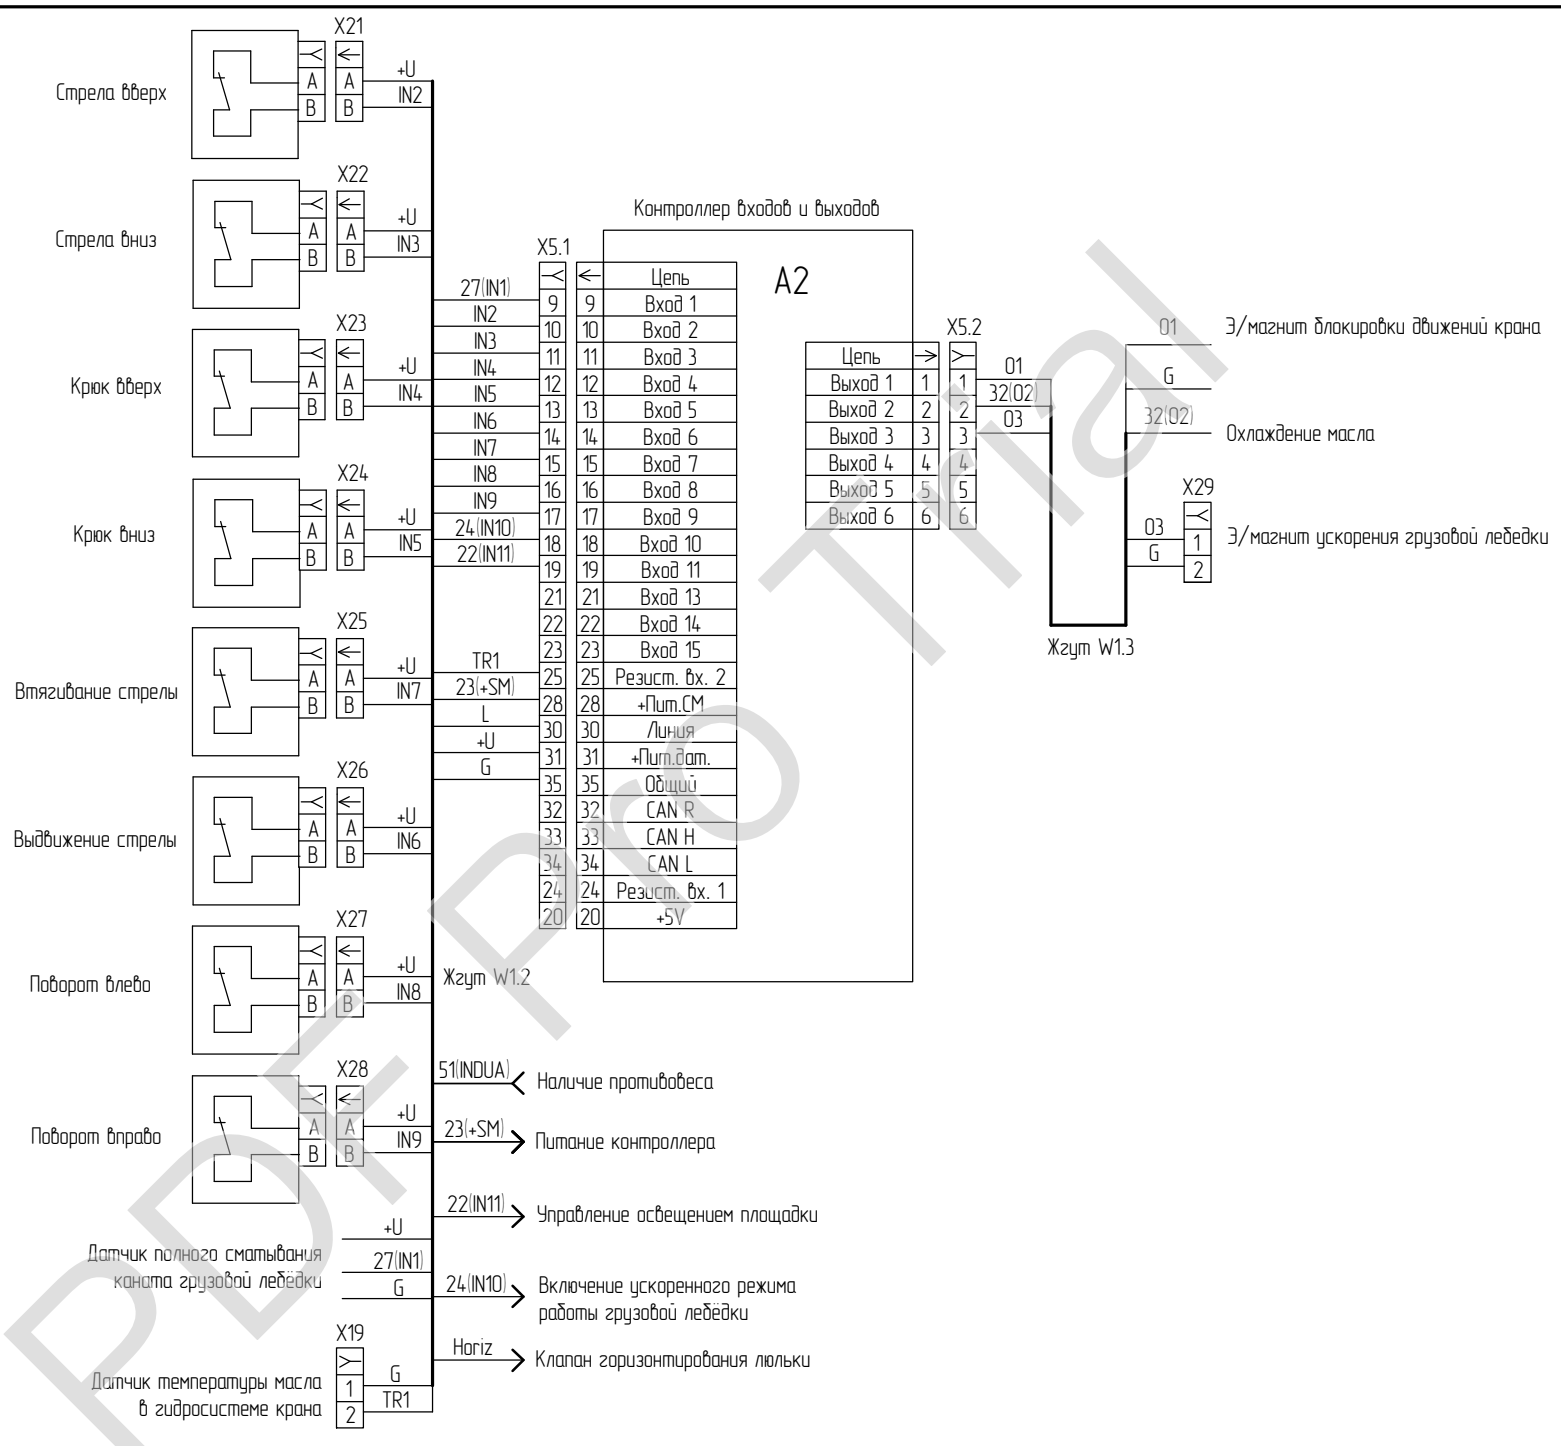 X21
A A +U
B B IN2
Стрела вверх
X22
A A +U
B B IN3
Стрела вниз
X23
A A +U
B B IN4
Крюк вверх
X24
A A +U
B B IN5
Крюк вниз
X25
A A +U
B B IN7
Втягивание стрелы
X26
A A +U
B B IN6
Выдвижение стрелы
X27
A A +U
B B IN8
Поворот влево
X28
A A +U
B B IN9
Поворот вправо
+U
27(IN1)
G
Датчик полного сматывания
каната грузовой лебёдки
X19
1 G
2 TR1
Датчик температуры масла
в гидросистеме крана
Контроллер входов и выходов
A2
X5.1
Цепь
27(IN1) 9 9 Вход 1
IN2 10 10 Вход 2
IN3 11 11 Вход 3
IN4 12 12 Вход 4
IN5 13 13 Вход 5
IN6 14 14 Вход 6
IN7 15 15 Вход 7
IN8 16 16 Вход 8
IN9 17 17 Вход 9
24(IN10) 18 18 Вход 10
22(IN11) 19 19 Вход 11
21 21 Вход 13
22 22 Вход 14
23 23 Вход 15
TR1 25 25 Резист. вх. 2
23(+SM) 28 28 +Пит.СМ
L 30 30 Линия
+U 31 31 +Пит.дат.
G 35 35 Общий
32 32 CAN R
33 33 CAN H
34 34 CAN L
24 24 Резист. вх. 1
20 20 +5V
Жгут W1.2
51(INDUA) Наличие противовеса
23(+SM) Питание контроллера
22(IN11) Управление освещением площадки
24(IN10) Включение ускоренного режима
работы грузовой лебёдки
Horiz Клапан горизонтирования люльки
X5.2
Цепь
Выход 1 1 1 O1
Выход 2 2 2 32(O2)
Выход 3 3 3 O3
Выход 4 4 4
Выход 5 5 5
Выход 6 6 6
Жгут W1.3
O1 Э/магнит блокировки движений крана
G
32(O2) Охлаждение масла
X29
O3 1 Э/магнит ускорения грузовой лебедки
G 2
PDF Pro Trial